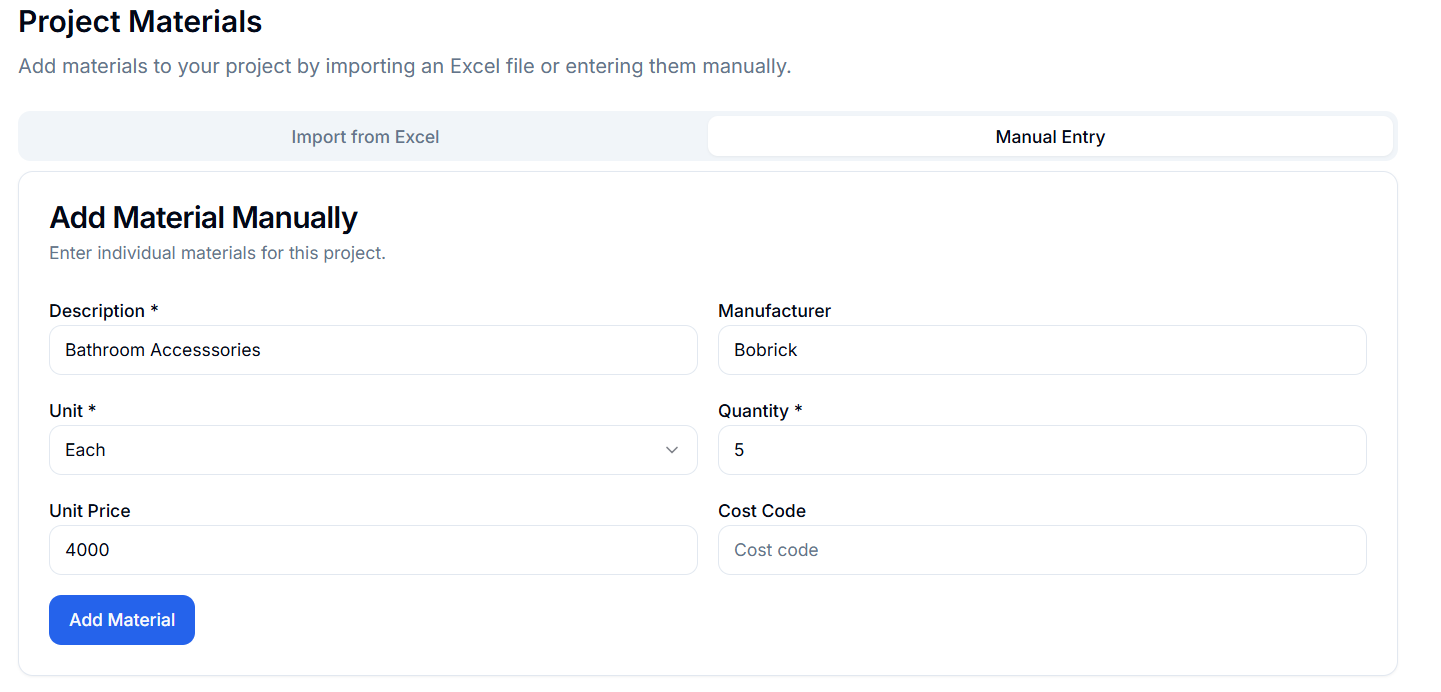 Project Materials
Add materials to your project by importing an Excel file or entering them manually.
Import from Excel
Manual Entry
Add Material Manually
Enter individual materials for this project.
Description *
Manufacturer
Bathroom Accesssories
Bobrick
Unit *
Quantity *
Each
5
Unit Price
Cost Code
4000
Cost code
Add Material